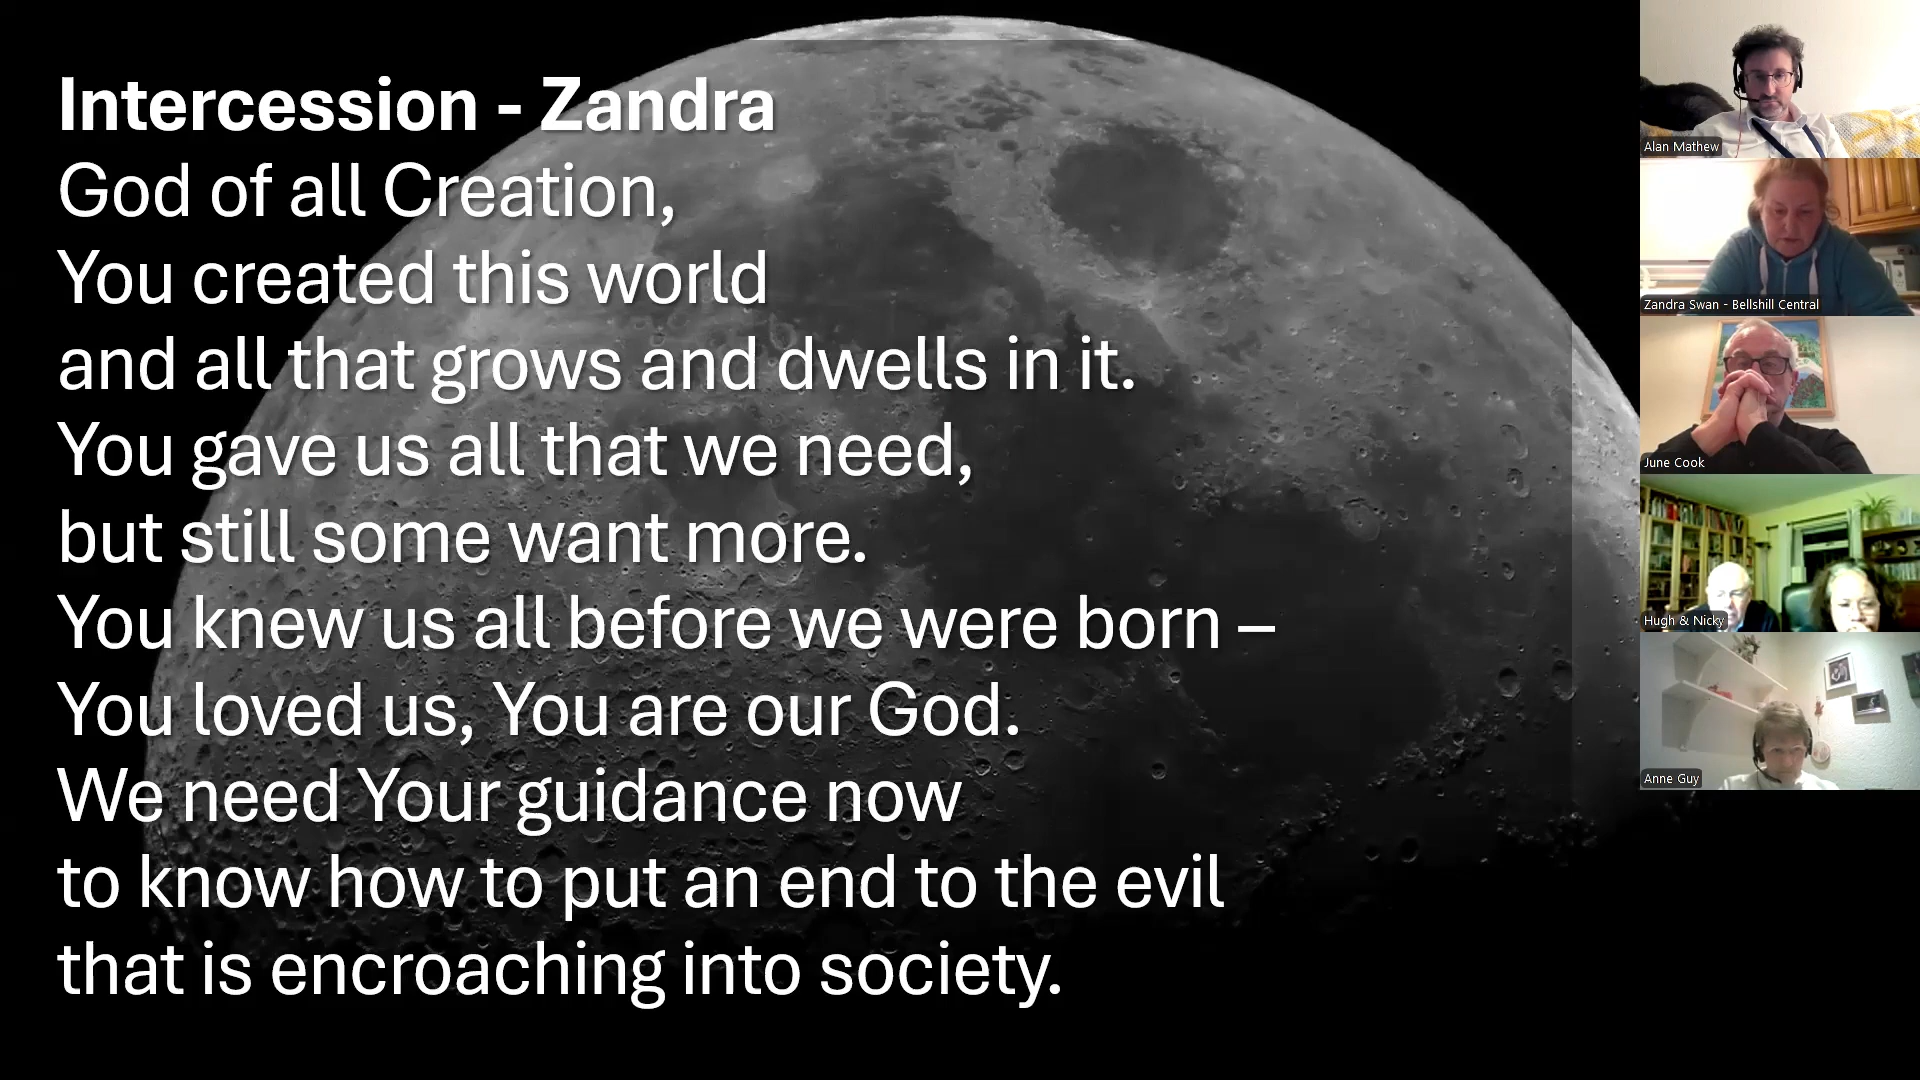 Intercession - Zandra
God of all Creation,
You created this world
and all that grows and dwells in it.
You gave us all that we need,
but still some want more.
You knew us all before we were born –
You loved us, You are our God.
We need Your guidance now
to know how to put an end to the evil
that is encroaching into society.
Alan Mathew
Zandra Swan - Bellshill Central
June Cook
Hugh & Nicky
Anne Guy